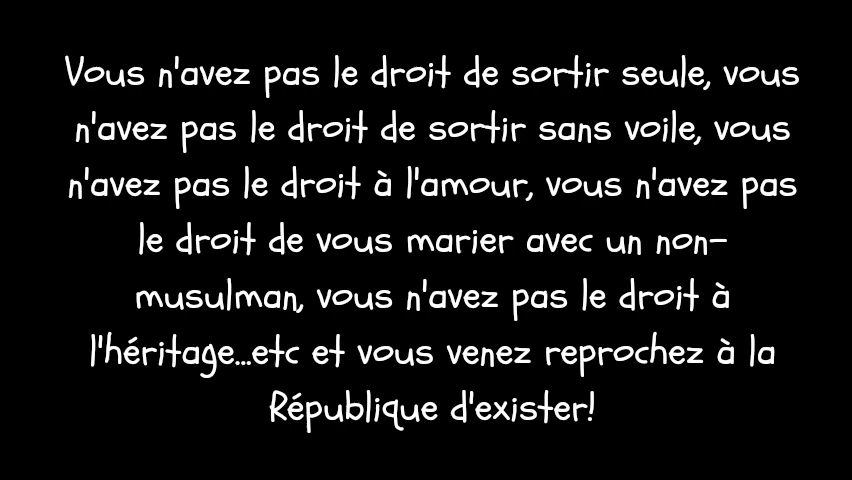 Vous n'avez pas le droit de sortir seule, vous
n'avez pas le droit de sortir sans voile, vous
n'avez pas le droit à l'amour, vous n'avez pas
le droit de vous marier avec un non-
musulman, vous n'avez pas le droit à
l'héritage...etc et vous venez reprochez à la
République d'exister!